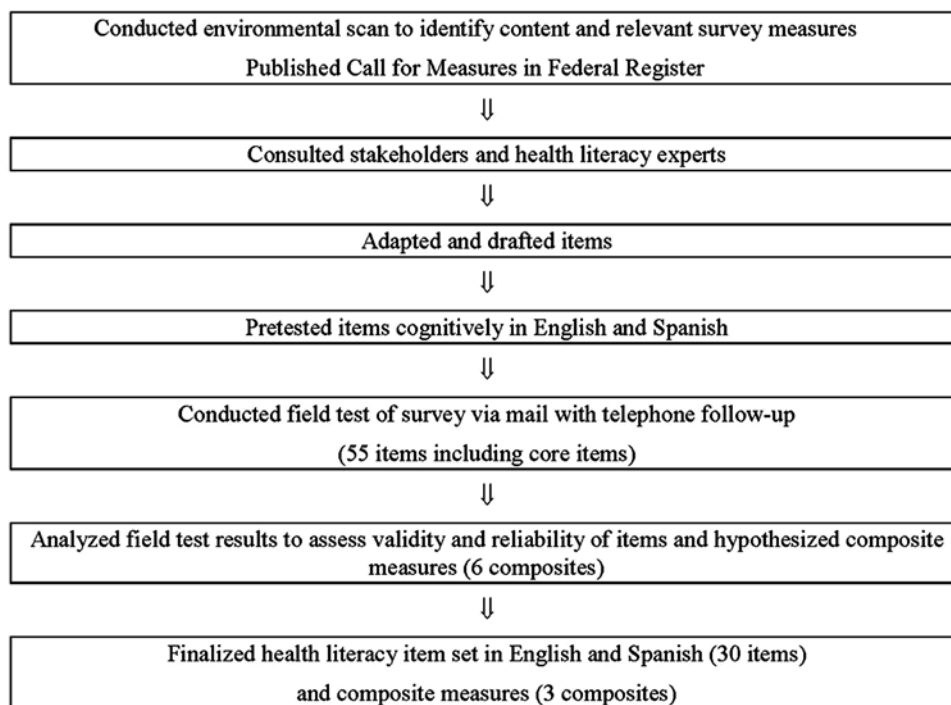 Conducted environmental scan to identify content and relevant survey measures
Published Call for Measures in Federal Register
⇓
Consulted stakeholders and health literacy experts
⇓
Adapted and drafted items
⇓
Pretested items cognitively in English and Spanish
⇓
Conducted field test of survey via mail with telephone follow-up
(55 items including core items)
⇓
Analyzed field test results to assess validity and reliability of items and hypothesized composite
measures (6 composites)
⇓
Finalized health literacy item set in English and Spanish (30 items)
and composite measures (3 composites)